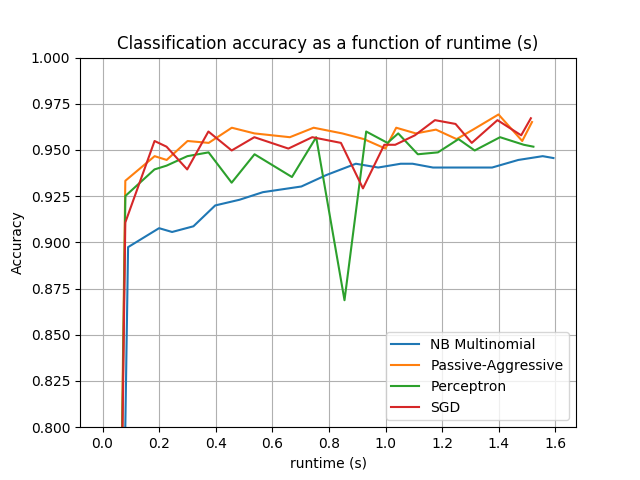 Classification accuracy as a function of runtime (s)
1.000
0.975
0.950
0.925
0.900
0.875
0.850
0.825
0.800
Accuracy
NB Multinomial
Passive-Aggressive
Perceptron
SGD
0.0 0.2 0.4 0.6 0.8 1.0 1.2 1.4 1.6
runtime (s)